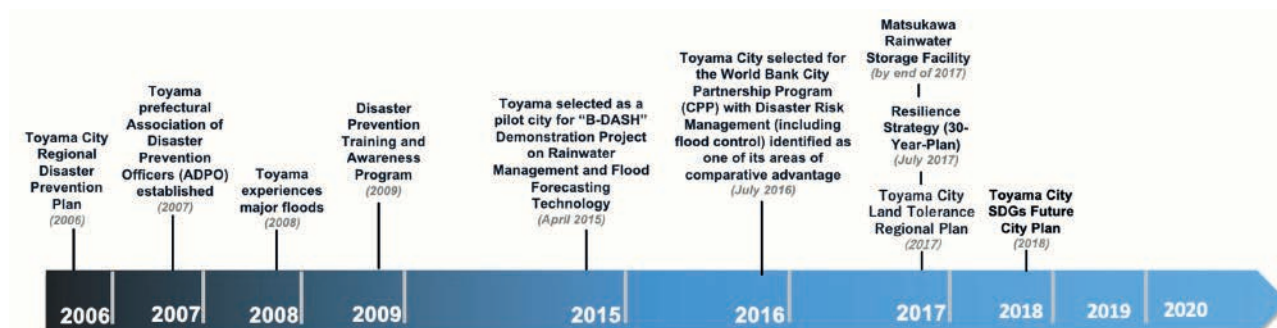 Toyama City
Regional
Disaster
Prevention
Plan
(2006)
Toyama
prefectural
Association of
Disaster
Prevention
Officers (ADPO)
established
(2007)
Toyama
experiences
major floods
(2008)
Disaster
Prevention
Training and
Awareness
Program
(2009)
Toyama selected as a
pilot city for “B-DASH”
Demonstration Project
on Rainwater
Management and Flood
Forecasting
Technology
(April 2015)
Toyama City selected for
the World Bank City
Partnership Program
(CPP) with Disaster Risk
Management (including
flood control) identified as
one of its areas of
comparative advantage
(July 2016)
Matsukawa
Rainwater
Storage Facility
(by end of 2017)
Resilience
Strategy (30-
Year-Plan)
(July 2017)
Toyama City
Land Tolerance
Regional Plan
(2017)
Toyama City
SDGs Future
City Plan
(2018)
2006
2007
2008
2009
2015
2016
2017
2018
2019
2020